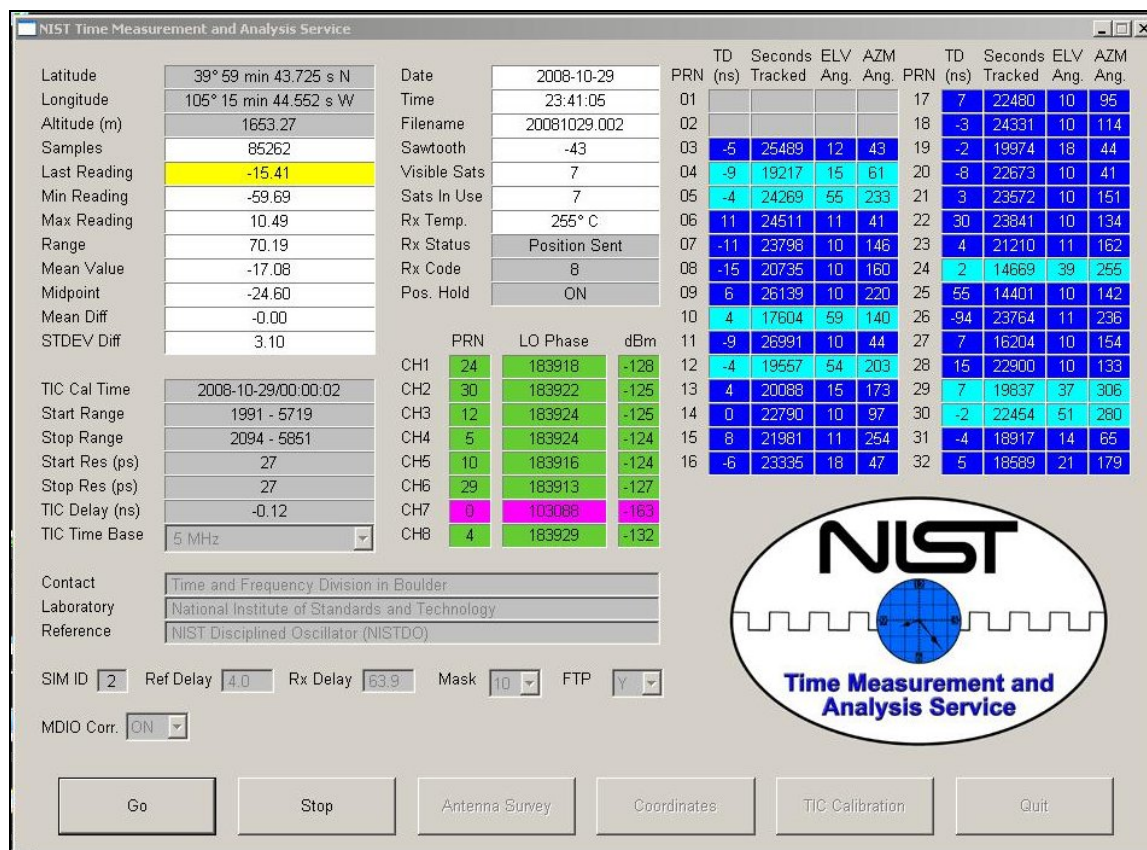 NIST Time Measurement and Analysis Service
Latitude 39° 59 min 43.725 s N
Longitude 105° 15 min 44.552 s W
Altitude (m) 1653.27
Samples 85262
Last Reading -15.41
Min Reading -59.69
Max Reading 10.49
Range 70.19
Mean Value -17.08
Midpoint -24.60
Mean Diff -0.00
STDEV Diff 3.10
TIC Cal Time 2008-10-29/00:00:02
Start Range 1991 - 5719
Stop Range 2094 - 5851
Start Res (ps) 27
Stop Res (ps) 27
TIC Delay (ns) -0.12
TIC Time Base 5 MHz
Date 2008-10-29
Time 23:41:05
Filename 20081029.002
Sawtooth -43
Visible Sats 7
Sats In Use 7
Rx Temp. 255° C
Rx Status Position Sent
Rx Code 8
Pos. Hold ON
PRN LO Phase dBm
CH1 24 183918 -128
CH2 30 183922 -125
CH3 12 183924 -125
CH4 5 183924 -124
CH5 10 183916 -124
CH6 29 183913 -127
CH7 0 103088 -163
CH8 4 183929 -132
TD Seconds ELV AZM
PRN (ns) Tracked Ang. Ang.
01
02
03 -5 25489 12 43
04 -9 19217 15 61
05 -4 24269 55 233
06 11 24511 11 41
07 -11 23798 10 146
08 -15 20735 10 160
09 6 26139 10 220
10 4 17604 59 140
11 -9 26991 10 44
12 -4 19557 54 203
13 4 20088 15 173
14 0 22790 10 97
15 8 21981 11 254
16 -6 23335 18 47
TD Seconds ELV AZM
PRN (ns) Tracked Ang. Ang.
17 7 22480 10 95
18 -3 24331 10 114
19 -2 19974 18 44
20 -8 22673 10 41
21 3 23572 10 151
22 30 23841 10 134
23 4 21210 11 162
24 2 14669 39 255
25 55 14401 10 142
26 -94 23764 11 236
27 7 16204 10 154
28 15 22900 10 133
29 7 19837 37 306
30 -2 22454 51 280
31 -4 18917 14 65
32 5 18589 21 179
Contact Time and Frequency Division in Boulder
Laboratory National Institute of Standards and Technology
Reference NIST Disciplined Oscillator (NISTDO)
SIM ID 2 Ref Delay 4.0 Rx Delay 63.9 Mask 10 FTP Y
MDIO Corr. ON
NIST
Time Measurement and
Analysis Service
Go Stop Antenna Survey Coordinates TIC Calibration Quit